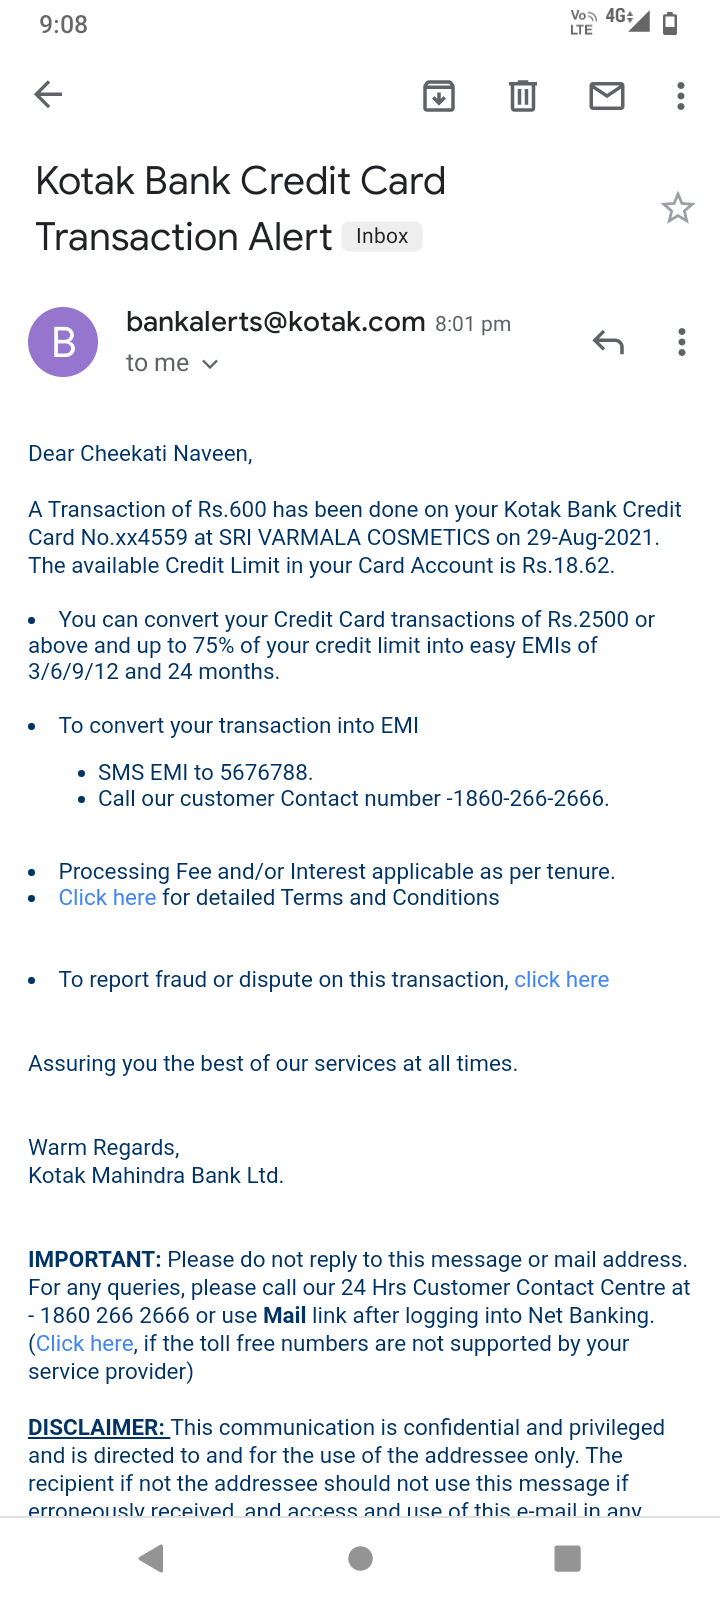 9:08
Vo LTE 4G
Kotak Bank Credit Card
Transaction Alert Inbox
B
bankalerts@kotak.com 8:01 pm
to me
Dear Cheekati Naveen,
A Transaction of Rs.600 has been done on your Kotak Bank Credit
Card No.xx4559 at SRI VARMALA COSMETICS on 29-Aug-2021.
The available Credit Limit in your Card Account is Rs.18.62.
• You can convert your Credit Card transactions of Rs.2500 or
above and up to 75% of your credit limit into easy EMIs of
3/6/9/12 and 24 months.
• To convert your transaction into EMI
• SMS EMI to 5676788.
• Call our customer Contact number -1860-266-2666.
• Processing Fee and/or Interest applicable as per tenure.
• Click here for detailed Terms and Conditions
• To report fraud or dispute on this transaction, click here
Assuring you the best of our services at all times.
Warm Regards,
Kotak Mahindra Bank Ltd.
IMPORTANT: Please do not reply to this message or mail address.
For any queries, please call our 24 Hrs Customer Contact Centre at
- 1860 266 2666 or use Mail link after logging into Net Banking.
(Click here, if the toll free numbers are not supported by your
service provider)
DISCLAIMER: This communication is confidential and privileged
and is directed to and for the use of the addressee only. The
recipient if not the addressee should not use this message if
erroneously received, and access and use of this e-mail in any